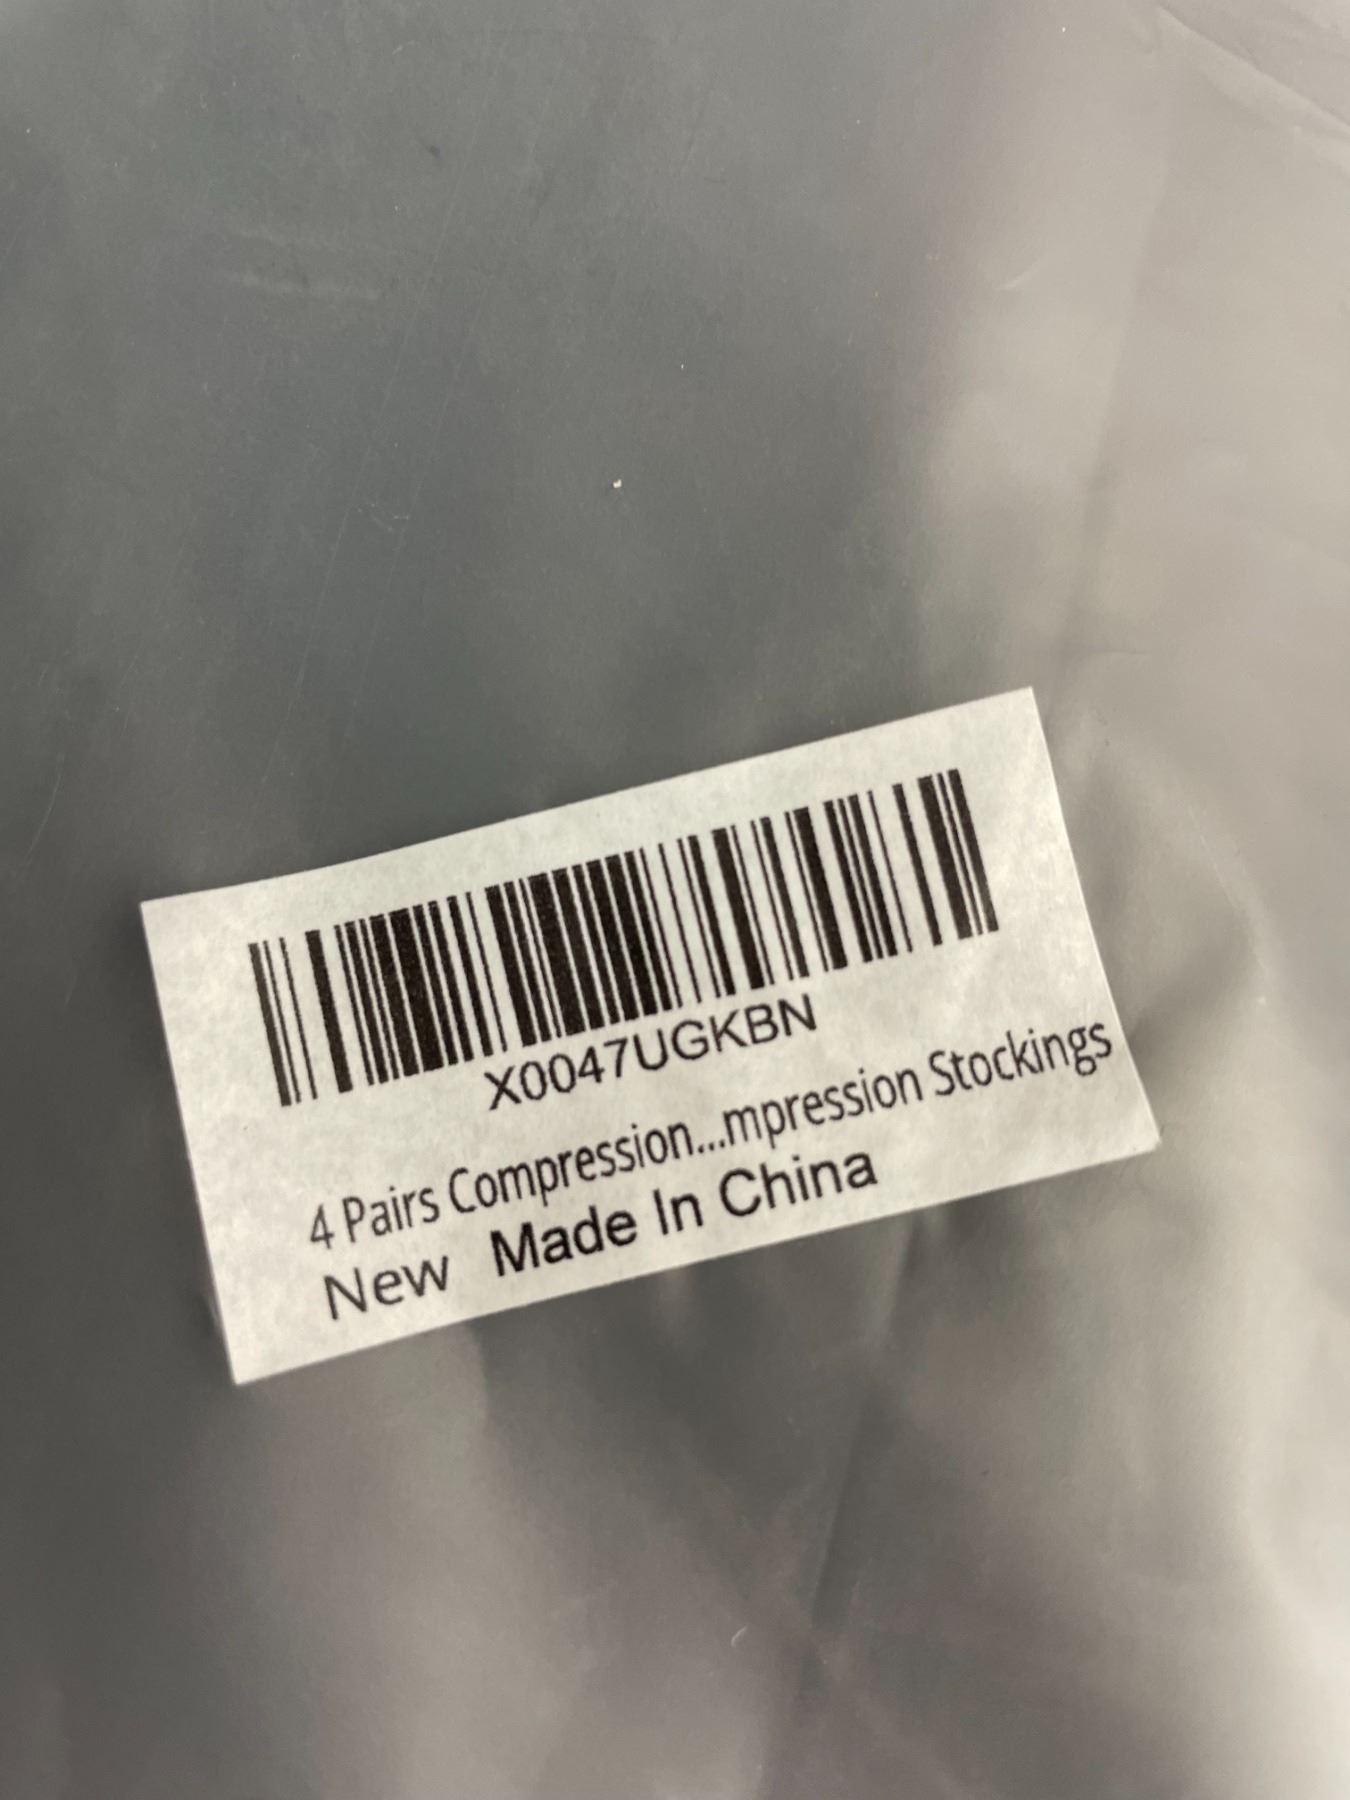 X0047UGKBN
4 Pairs Compression...mpression Stockings
New Made In China